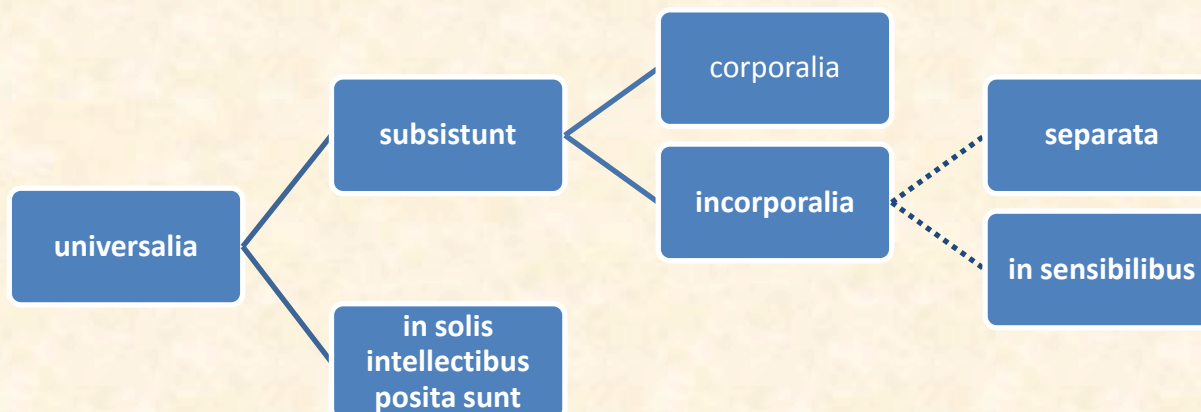 universalia
subsistunt
in solis
intellectibus
posita sunt
corporalia
incorporalia
separata
in sensibilibus